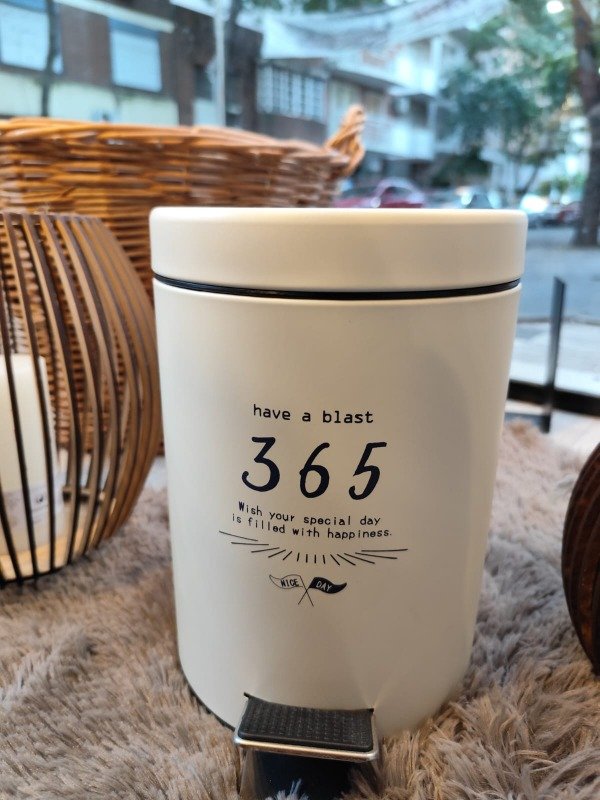 have a blast
365
Wish your special day
is filled with happiness.
NICE DAY